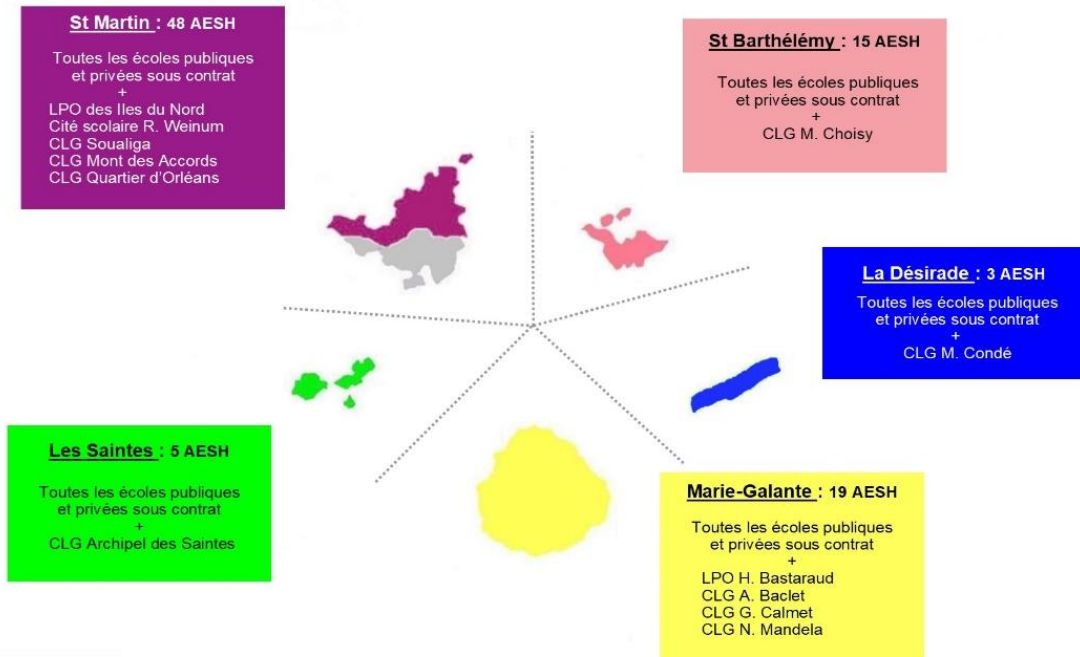 St Martin : 48 AESH
Toutes les écoles publiques
et privées sous contrat
+
LPO des Iles du Nord
Cité scolaire R. Weinum
CLG Soualiga
CLG Mont des Accords
CLG Quartier d'Orléans
St Barthélémy : 15 AESH
Toutes les écoles publiques
et privées sous contrat
+
CLG M. Choisy
La Désirade : 3 AESH
Toutes les écoles publiques
et privées sous contrat
+
CLG M. Condé
Les Saintes : 5 AESH
Toutes les écoles publiques
et privées sous contrat
+
CLG Archipel des Saintes
Marie-Galante : 19 AESH
Toutes les écoles publiques
et privées sous contrat
+
LPO H. Bastaraud
CLG A. Baclet
CLG G. Calmet
CLG N. Mandela